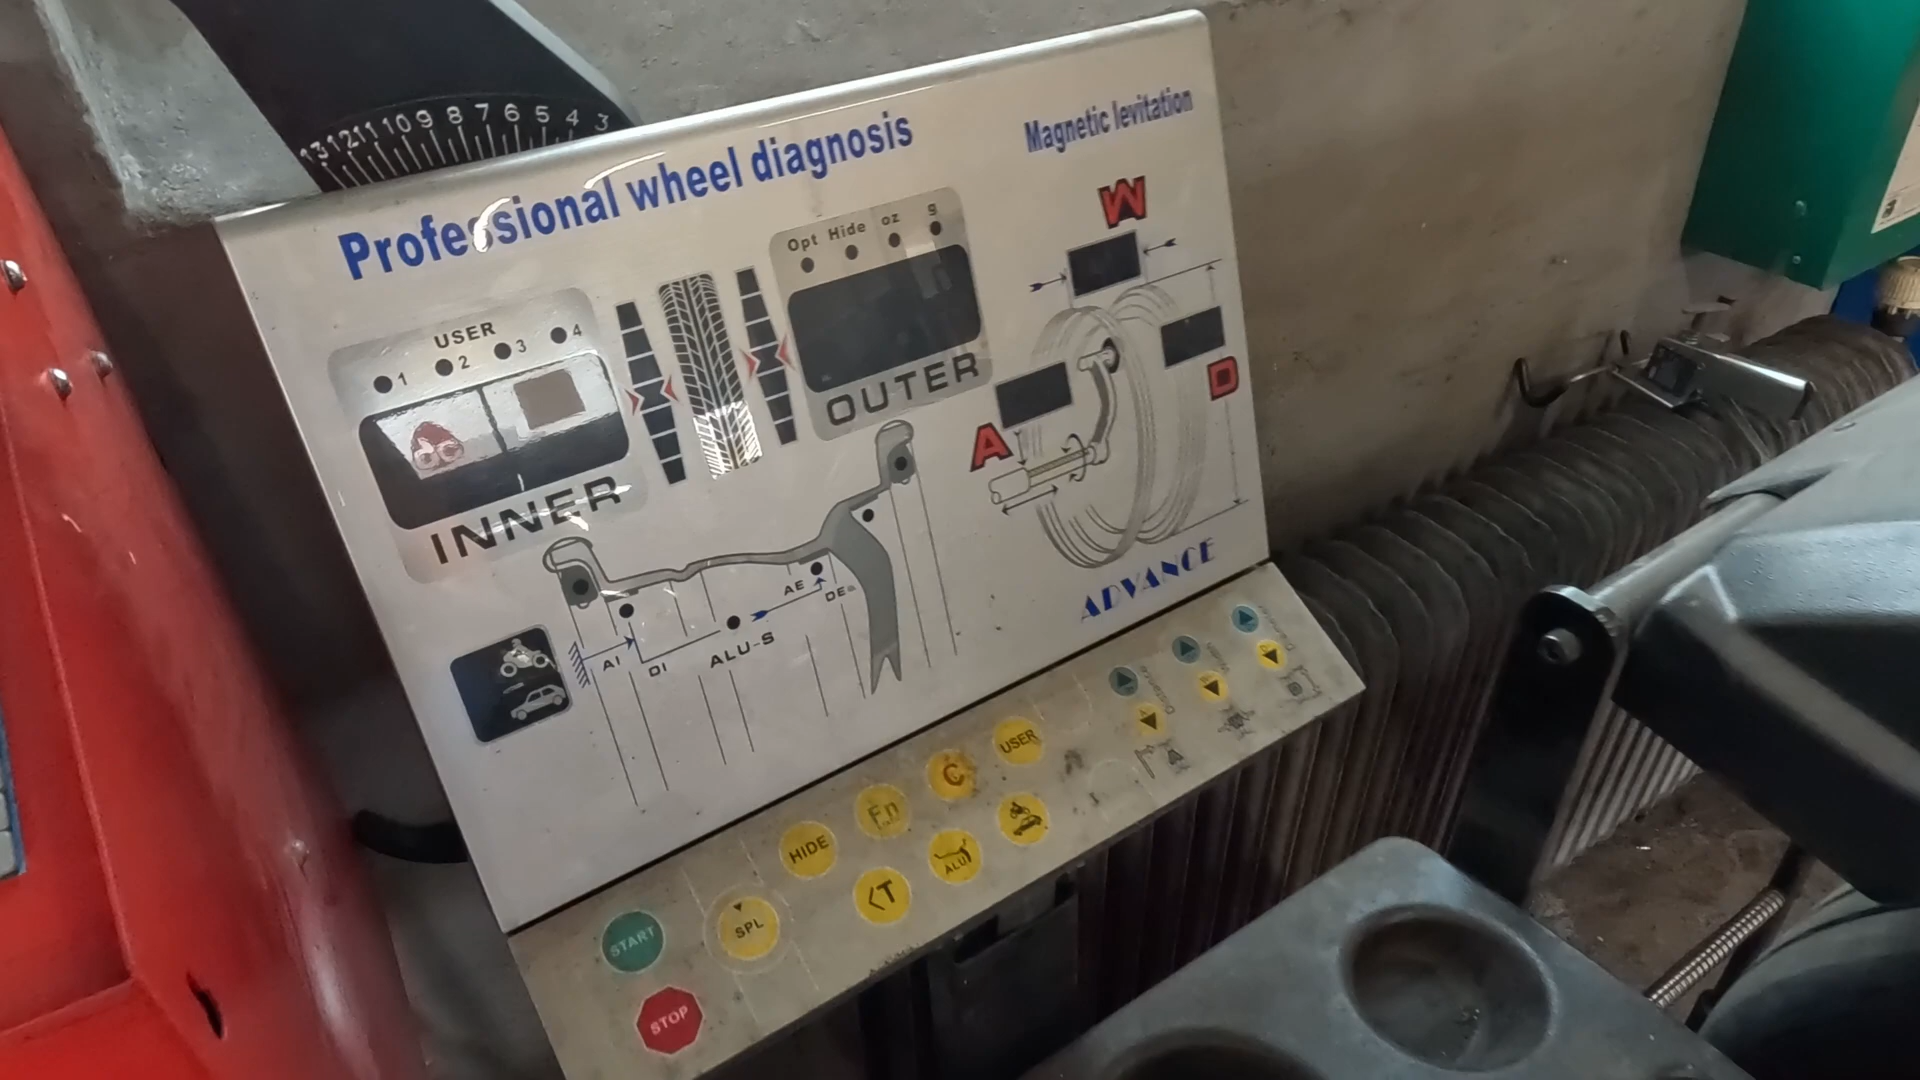 13 12 11 10 9 8 7 6 5 4 3
Professional wheel diagnosis
Magnetic levitation
W
Opt Hide oz g
USER
1 2 3 4
INNER
OUTER
A
D
AI
DI
ALU-S
AE
DE
ADVANCE
START
STOP
SPL
HIDE
Fn
C
USER
<T
ALU
Distance
A